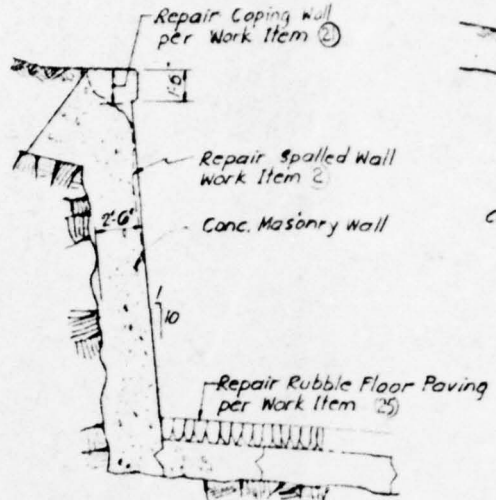 Repair Coping Wall
per Work Item 2
1'-0"
Repair Spalled Wall
Work Item 2
2'-6"
Conc. Masonry Wall
1
10
Repair Rubble Floor Paving
per Work Item 25